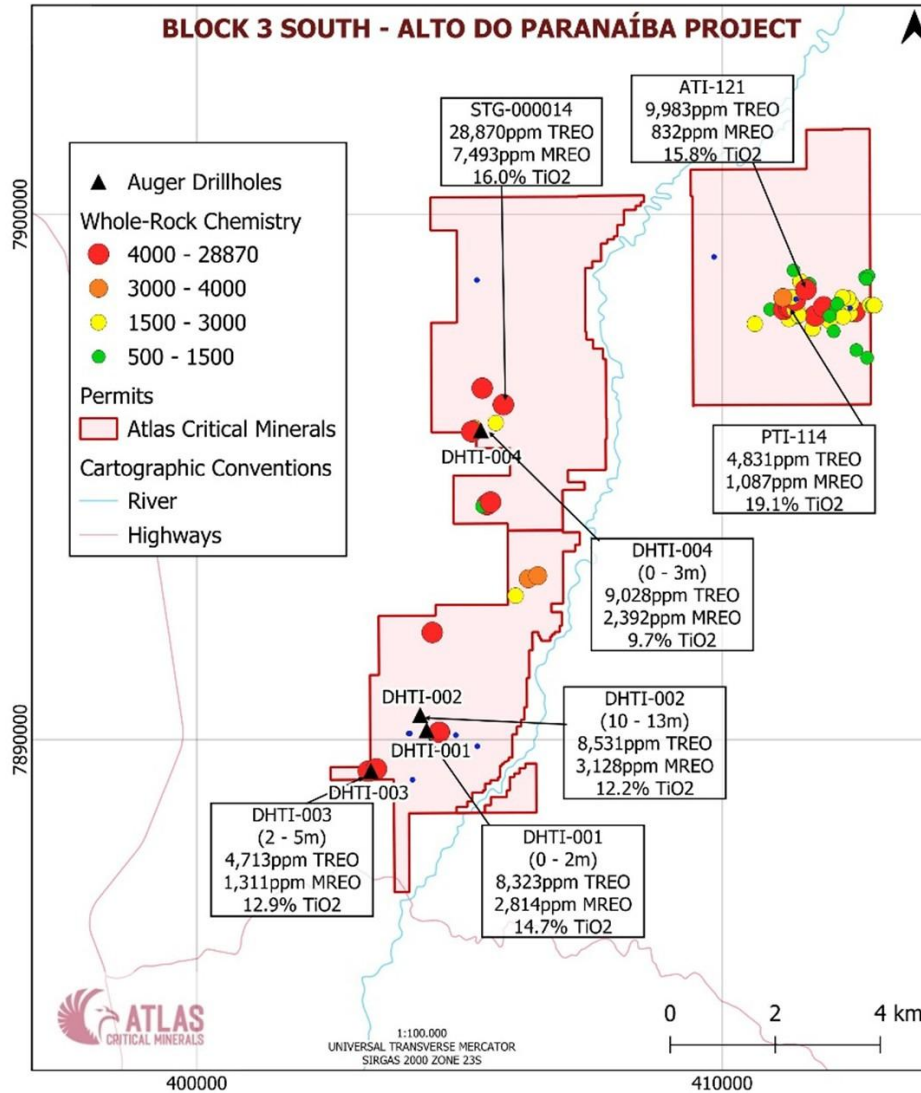 BLOCK 3 SOUTH - ALTO DO PARANAÍBA PROJECT
STG-000014
28,870ppm TREO
7,493ppm MREO
16.0% TiO2
ATI-121
9,983ppm TREO
832ppm MREO
15.8% TiO2
Auger Drillholes
Whole-Rock Chemistry
4000 - 28870
3000 - 4000
1500 - 3000
500 - 1500
Permits
Atlas Critical Minerals
Cartographic Conventions
River
Highways
7900000
7890000
DHTI-004
PTI-114
4,831ppm TREO
1,087ppm MREO
19.1% TiO2
DHTI-004
(0 - 3m)
9,028ppm TREO
2,392ppm MREO
9.7% TiO2
DHTI-002
DHTI-001
DHTI-003
DHTI-002
(10 - 13m)
8,531ppm TREO
3,128ppm MREO
12.2% TiO2
DHTI-003
(2 - 5m)
4,713ppm TREO
1,311ppm MREO
12.9% TiO2
DHTI-001
(0 - 2m)
8,323ppm TREO
2,814ppm MREO
14.7% TiO2
ATLAS
CRITICAL MINERALS
1:100.000
UNIVERSAL TRANSVERSE MERCATOR
SIRGAS 2000 ZONE 23S
0 2 4 km
400000
410000